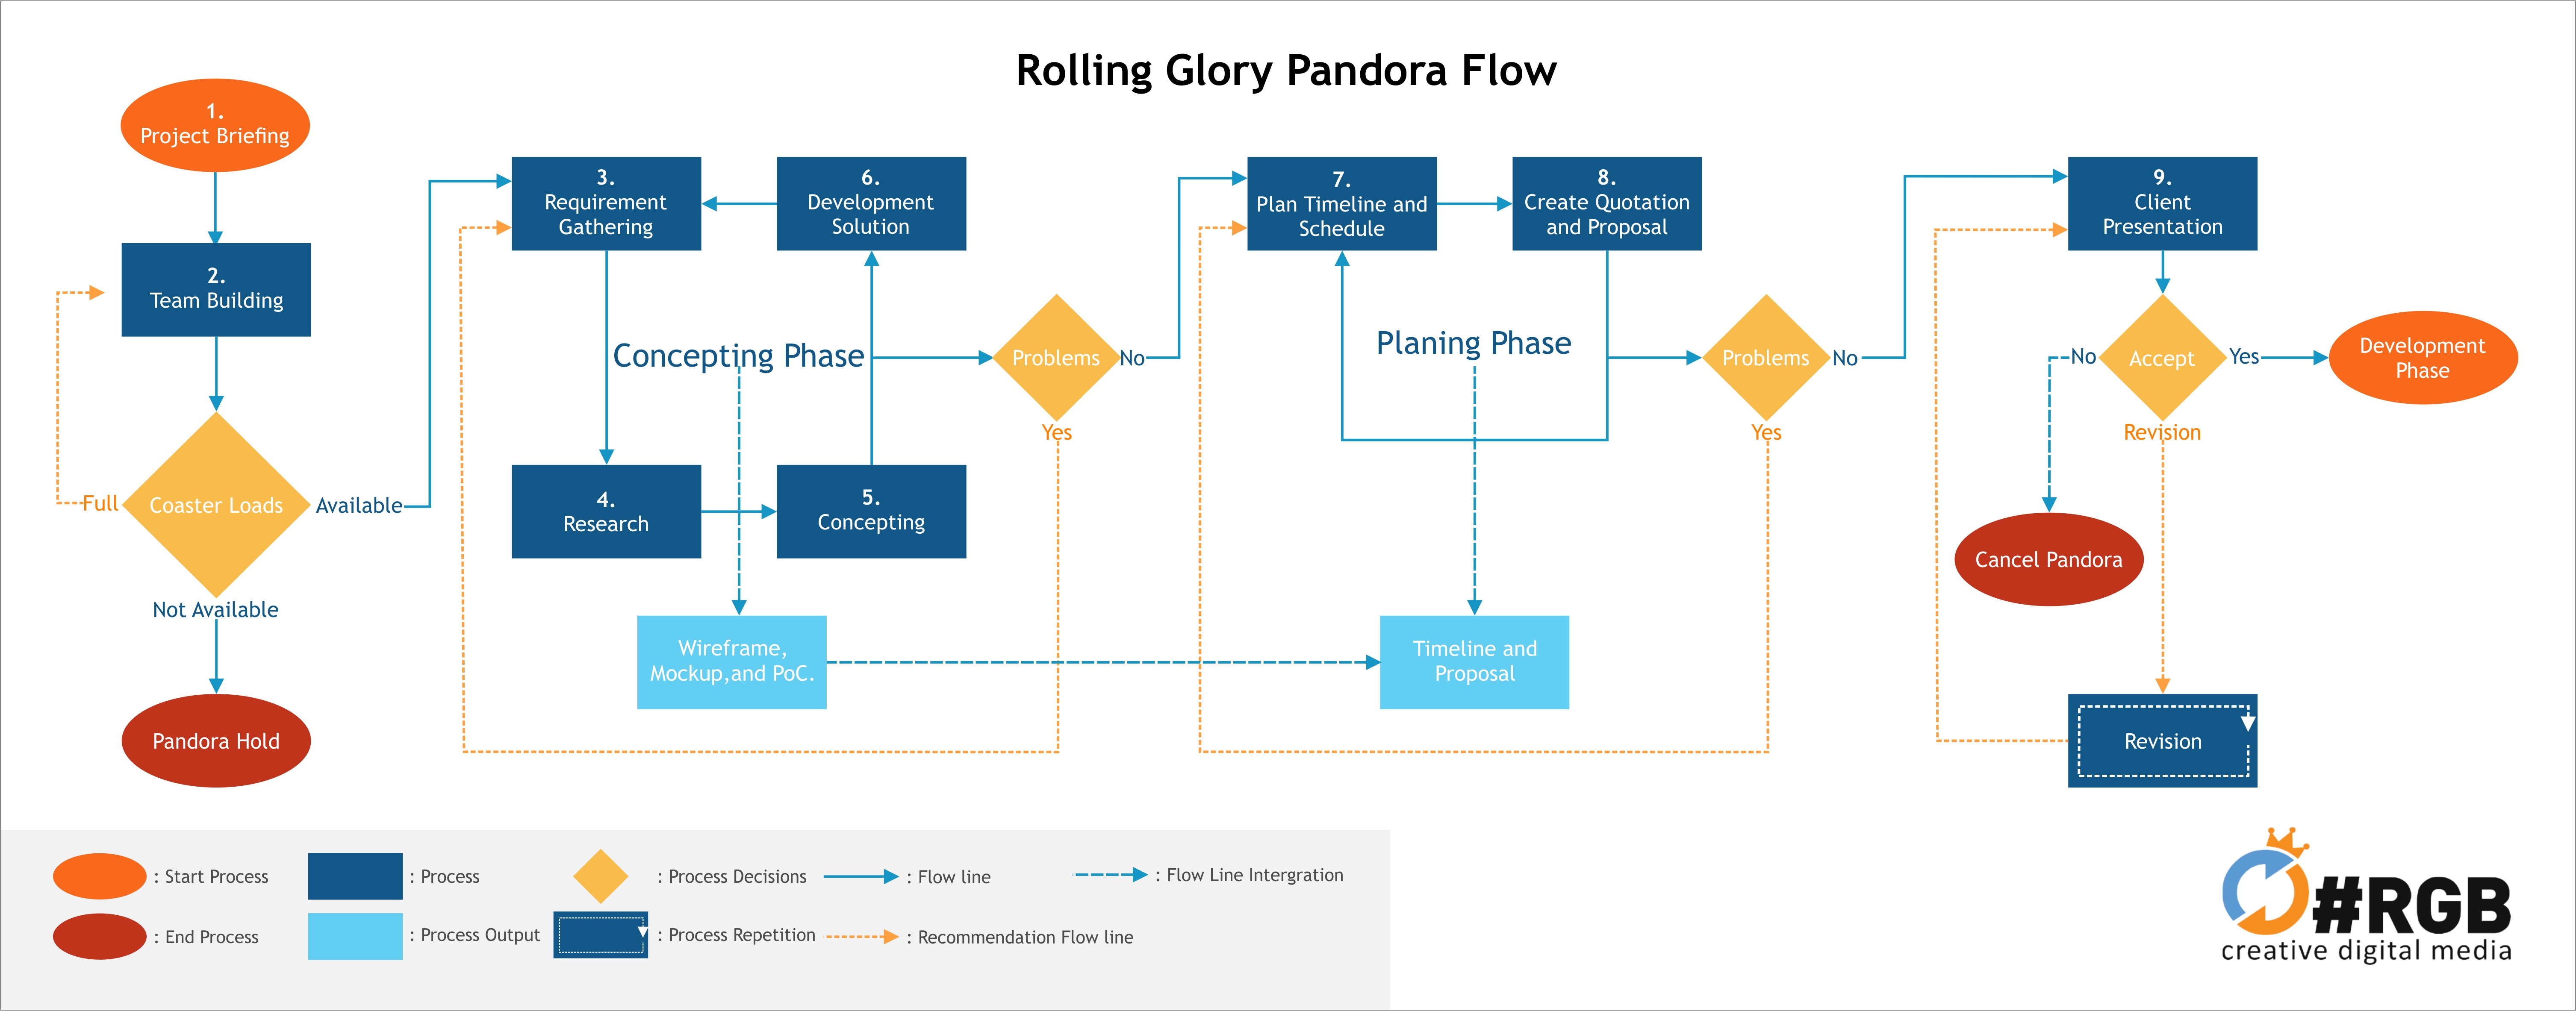 Rolling Glory Pandora Flow
1.
Project Briefing
2.
Team Building
Coaster Loads
Full
Available
Not Available
Pandora Hold
3.
Requirement
Gathering
6.
Development
Solution
Concepting Phase
4.
Research
5.
Concepting
Wireframe,
Mockup,and PoC.
Problems
No
Yes
7.
Plan Timeline and
Schedule
8.
Create Quotation
and Proposal
Planing Phase
Timeline and
Proposal
Problems
No
Yes
9.
Client
Presentation
Accept
No
Yes
Revision
Development
Phase
Cancel Pandora
Revision
: Start Process
: Process
: Process Decisions
: Flow line
: Flow Line Intergration
: End Process
: Process Output
: Process Repetition
: Recommendation Flow line
#RGB
creative digital media